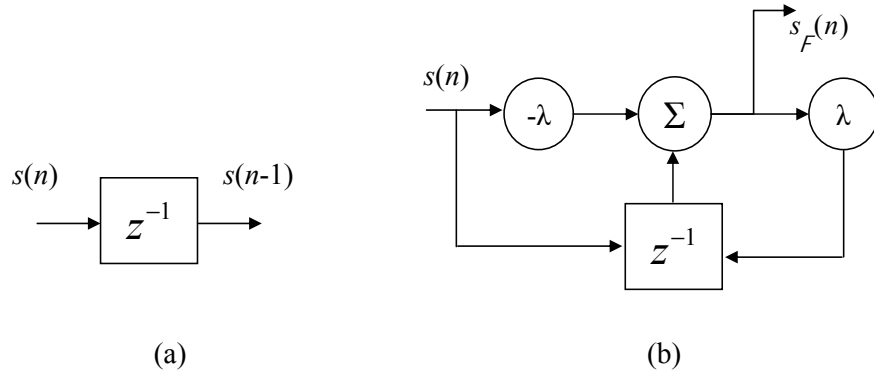 s(n)
s(n-1)
z⁻¹
(a)
s(n)
-λ
Σ
s_F(n)
λ
z⁻¹
(b)